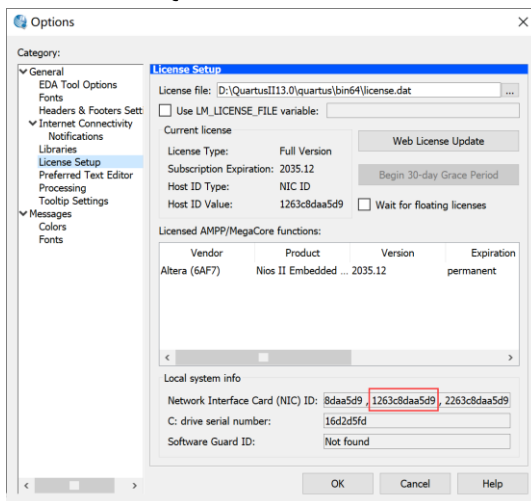 Options
Category:
General
EDA Tool Options
Fonts
Headers & Footers Setti
Internet Connectivity
Notifications
Libraries
License Setup
Preferred Text Editor
Processing
Tooltip Settings
Messages
Colors
Fonts
License Setup
License file: D:\QuartusII13.0\quartus\bin64\license.dat ...
Use LM_LICENSE_FILE variable:
Current license
License Type: Full Version
Subscription Expiration: 2035.12
Host ID Type: NIC ID
Host ID Value: 1263c8daa5d9
Web License Update
Begin 30-day Grace Period
Wait for floating licenses
Licensed AMPP/MegaCore functions:
Vendor Product Version Expiration
Altera (6AF7) Nios II Embedded ... 2035.12 permanent
Local system info
Network Interface Card (NIC) ID: 8daa5d9 , 1263c8daa5d9 , 2263c8daa5d9
C: drive serial number: 16d2d5fd
Software Guard ID: Not found
OK Cancel Help